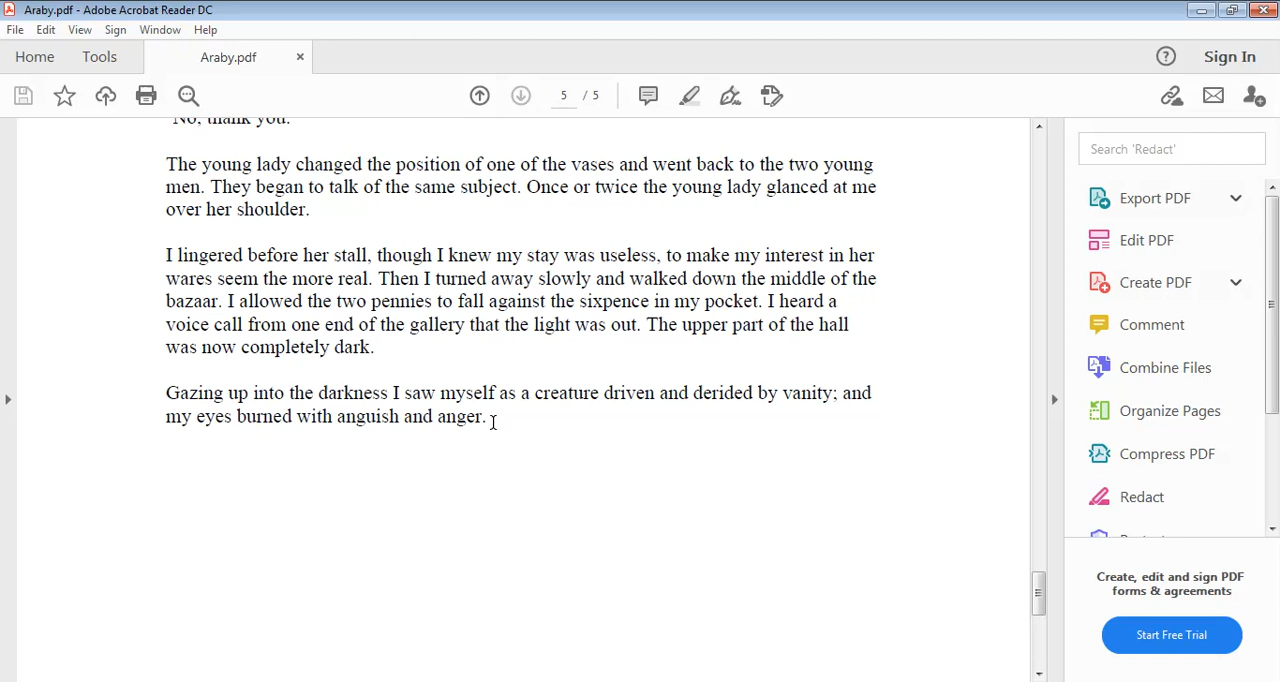 Araby.pdf - Adobe Acrobat Reader DC
File Edit View Sign Window Help
Home Tools Araby.pdf × ? Sign In
5 / 5
'No, thank you.'
The young lady changed the position of one of the vases and went back to the two young
men. They began to talk of the same subject. Once or twice the young lady glanced at me
over her shoulder.
I lingered before her stall, though I knew my stay was useless, to make my interest in her
wares seem the more real. Then I turned away slowly and walked down the middle of the
bazaar. I allowed the two pennies to fall against the sixpence in my pocket. I heard a
voice call from one end of the gallery that the light was out. The upper part of the hall
was now completely dark.
Gazing up into the darkness I saw myself as a creature driven and derided by vanity; and
my eyes burned with anguish and anger.
Search 'Redact'
Export PDF
Edit PDF
Create PDF
Comment
Combine Files
Organize Pages
Compress PDF
Redact
Create, edit and sign PDF
forms & agreements
Start Free Trial